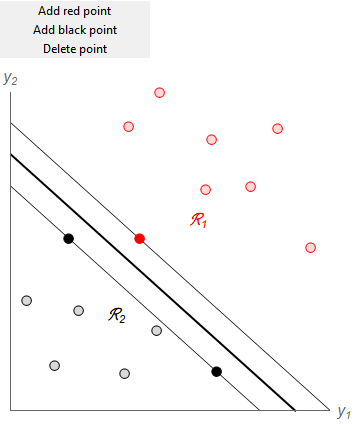 Add red point
Add black point
Delete point
y₂
ℛ₁
ℛ₂
y₁